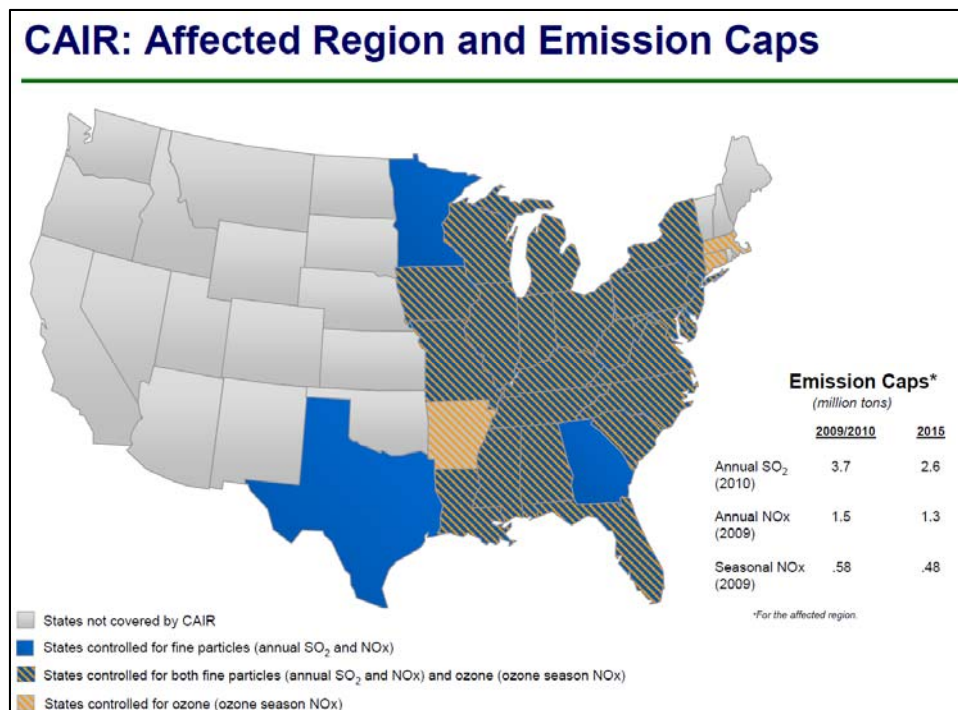 CAIR: Affected Region and Emission Caps
Emission Caps*
(million tons)
2009/2010 2015
Annual SO2 3.7 2.6
(2010)
Annual NOx 1.5 1.3
(2009)
Seasonal NOx .58 .48
(2009)
*For the affected region.
States not covered by CAIR
States controlled for fine particles (annual SO2 and NOx)
States controlled for both fine particles (annual SO2 and NOx) and ozone (ozone season NOx)
States controlled for ozone (ozone season NOx)